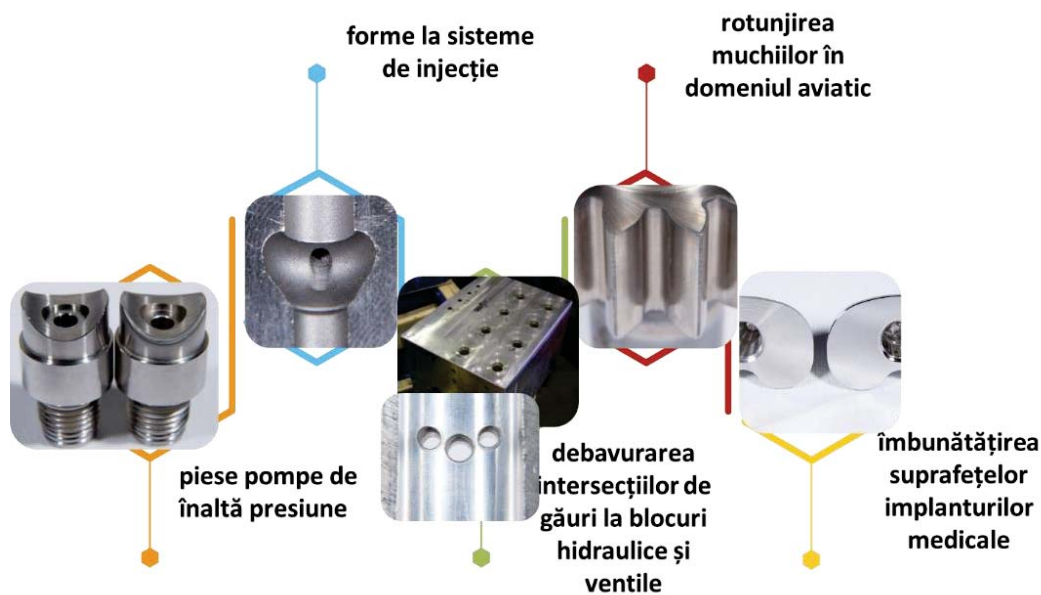 forme la sisteme
de injecție
rotunjirea
muchiilor în
domeniul aviatic
piese pompe de
înaltă presiune
debavurarea
intersecțiilor de
găuri la blocuri
hidraulice și
ventile
îmbunătățirea
suprafețelor
implanturilor
medicale